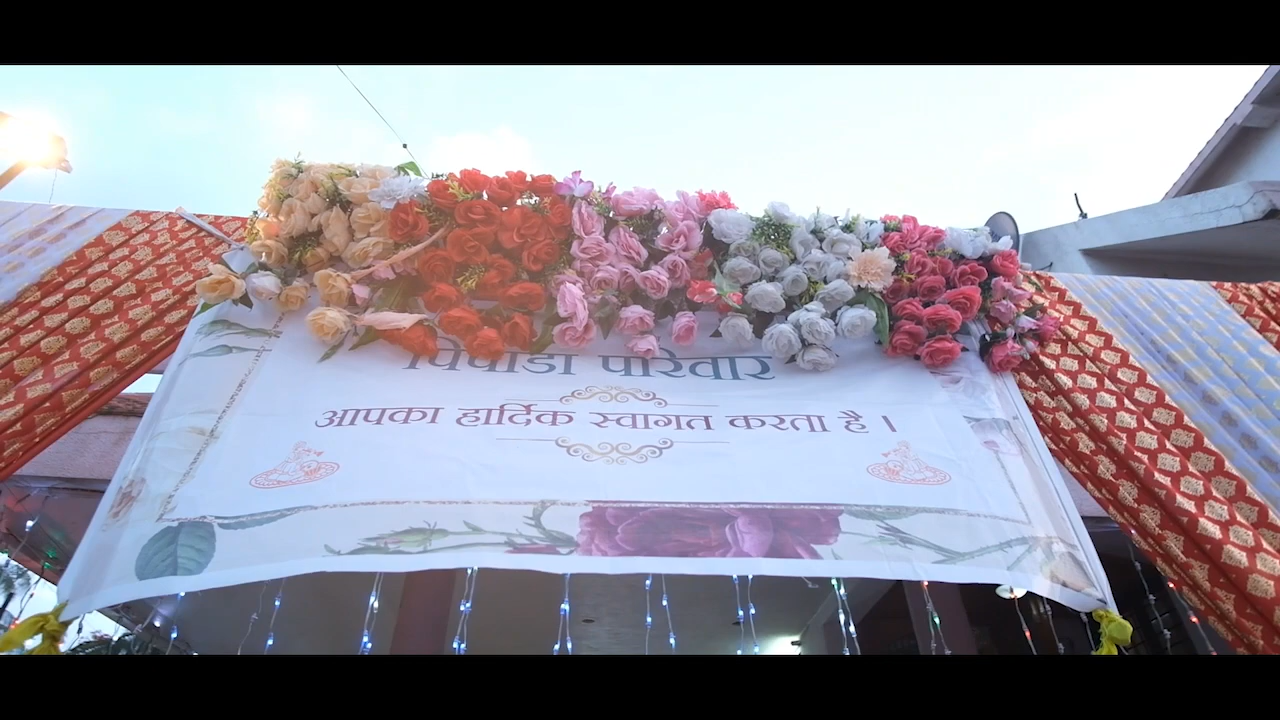 पिपाड़ा परिवार
आपका हार्दिक स्वागत करता है ।